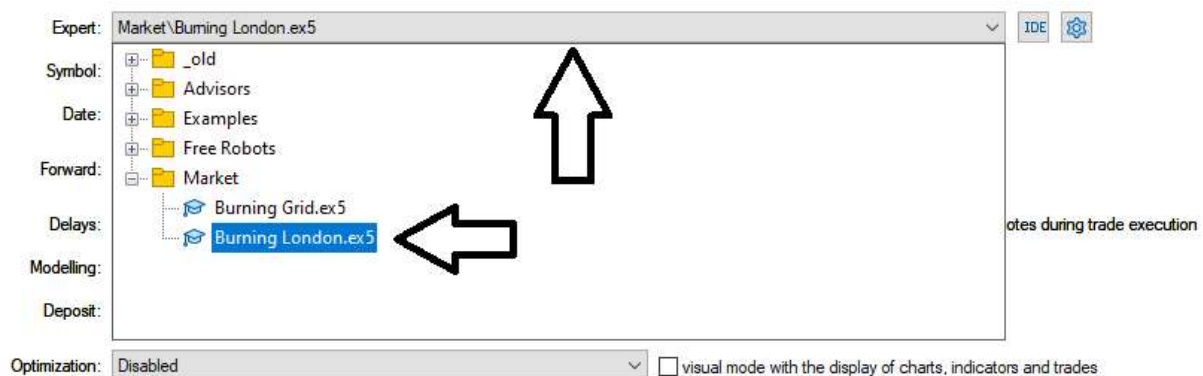 Expert: Market\Burning London.ex5 IDE
_old
Symbol:
Advisors
Date: Examples
Free Robots
Forward:
Market
Burning Grid.ex5
Delays: otes during trade execution
Burning London.ex5
Modelling:
Deposit:
Optimization: Disabled visual mode with the display of charts, indicators and trades